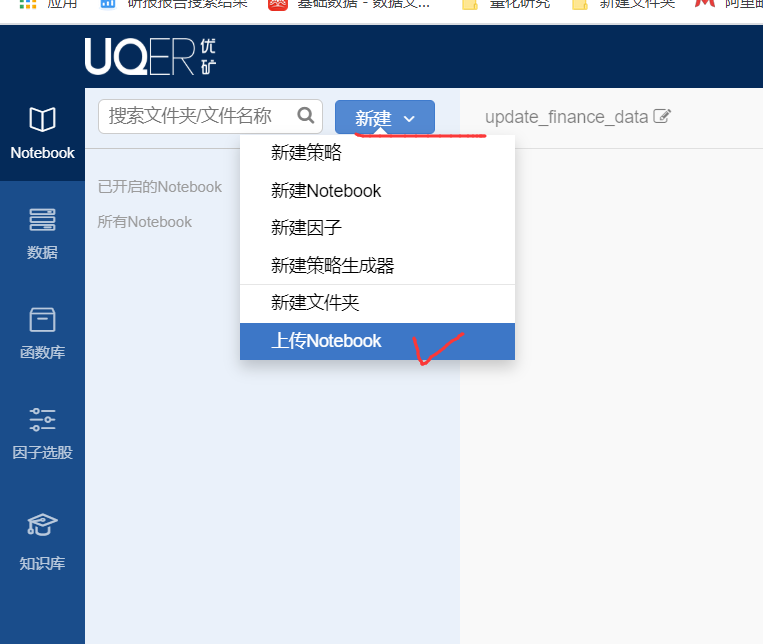 应用 研报报告搜索结果 基础数据 - 数据文... 量化研究 新建文件夹 阿里邮
UQER 优矿
Notebook
数据
函数库
因子选股
知识库
搜索文件夹/文件名称 新建
已开启的Notebook
所有Notebook
新建策略
新建Notebook
新建因子
新建策略生成器
新建文件夹
上传Notebook
update_finance_data